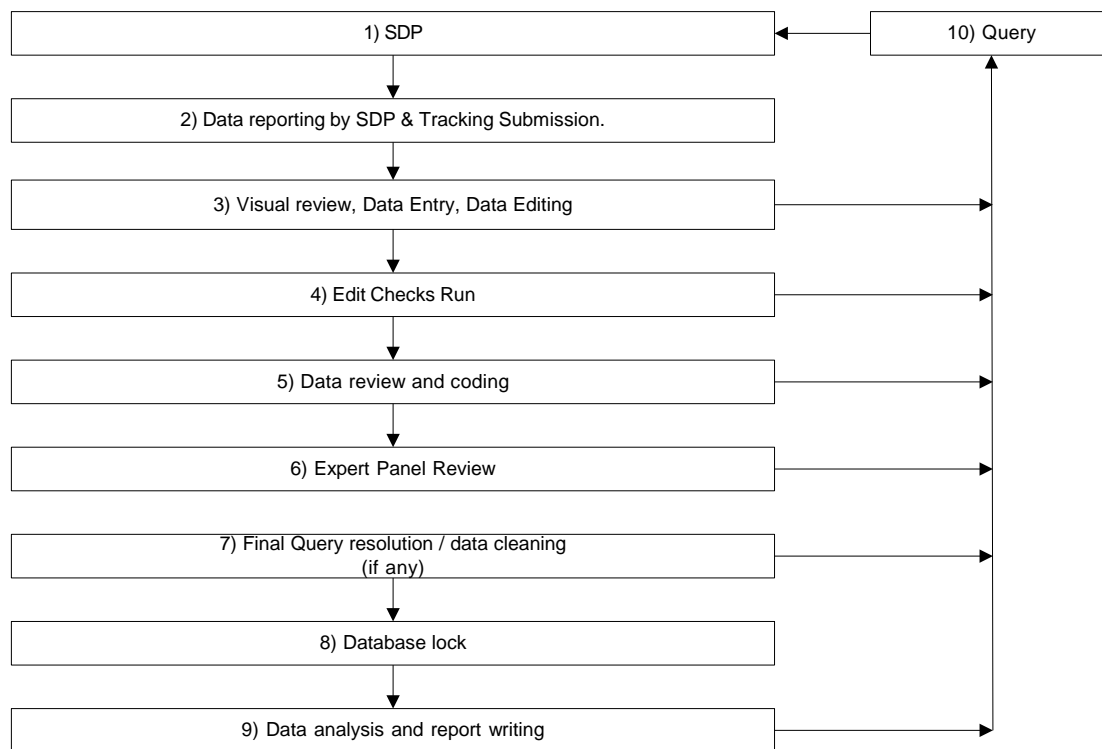 1) SDP
10) Query
2) Data reporting by SDP & Tracking Submission.
3) Visual review, Data Entry, Data Editing
4) Edit Checks Run
5) Data review and coding
6) Expert Panel Review
7) Final Query resolution / data cleaning
(if any)
8) Database lock
9) Data analysis and report writing